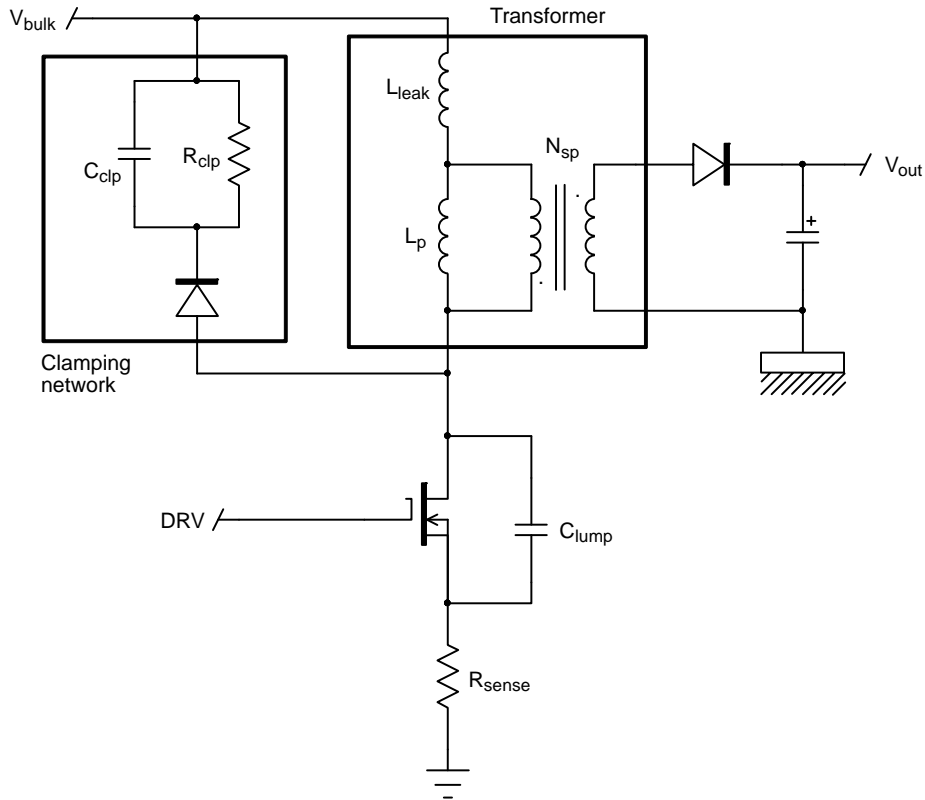 Transformer
Vbulk
Lleak
Nsp
Cclp
Rclp
Vout
Lp
+
Clamping
network
DRV
Clump
Rsense